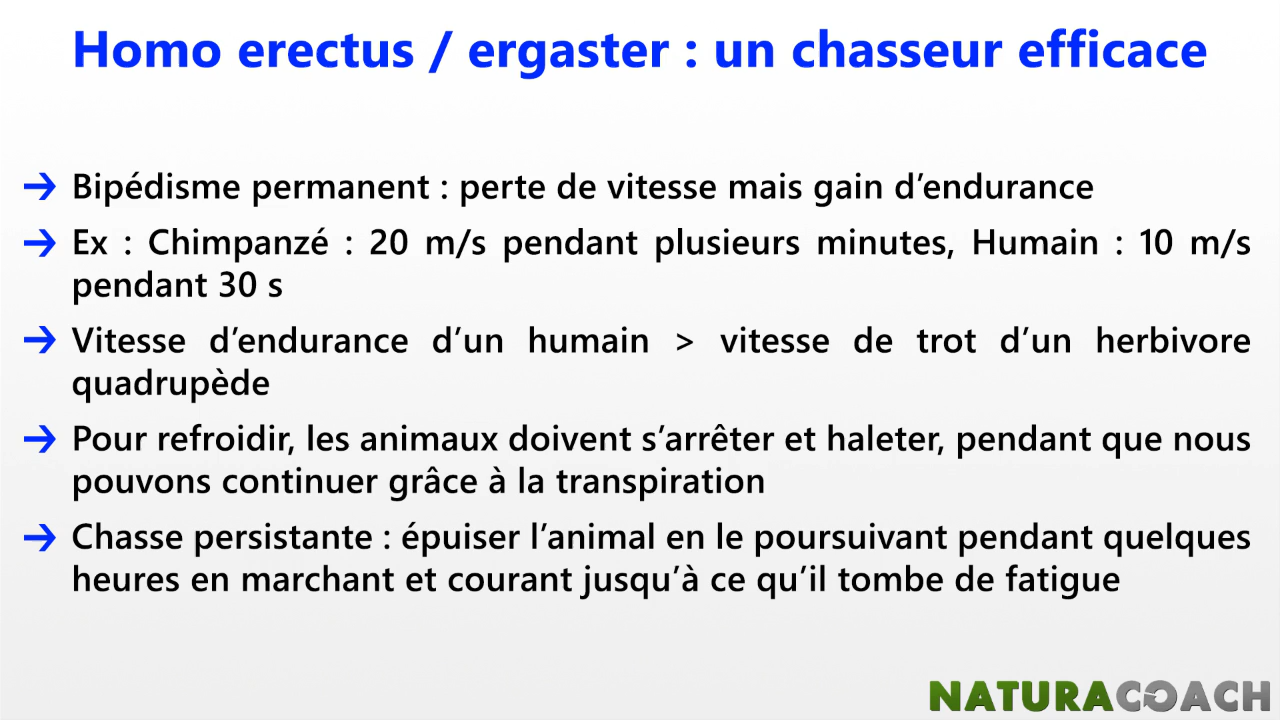 Homo erectus / ergaster : un chasseur efficace
Bipédisme permanent : perte de vitesse mais gain d’endurance
Ex : Chimpanzé : 20 m/s pendant plusieurs minutes, Humain : 10 m/s
pendant 30 s
Vitesse d’endurance d’un humain > vitesse de trot d’un herbivore
quadrupède
Pour refroidir, les animaux doivent s’arrêter et haleter, pendant que nous
pouvons continuer grâce à la transpiration
Chasse persistante : épuiser l’animal en le poursuivant pendant quelques
heures en marchant et courant jusqu’à ce qu’il tombe de fatigue
NATURACOACH